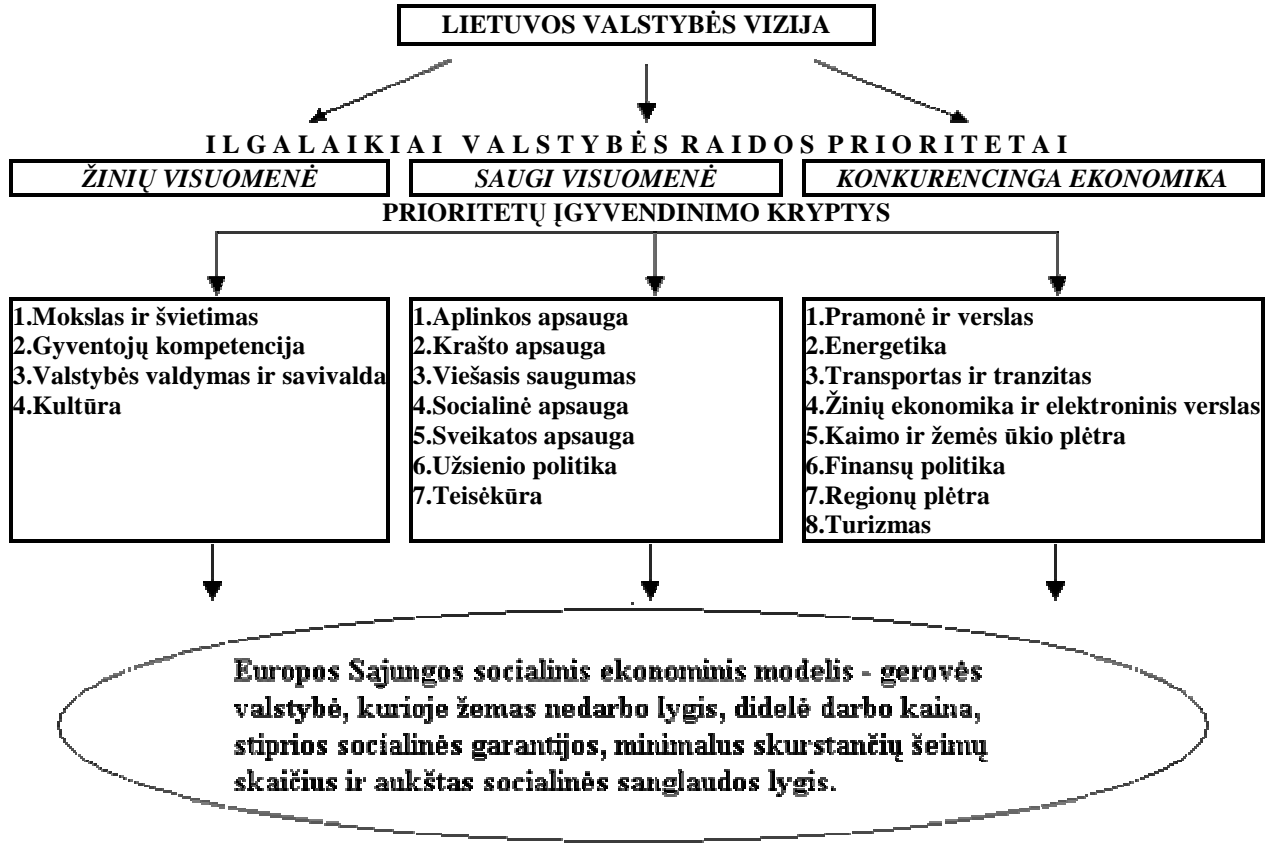 LIETUVOS VALSTYBĖS VIZIJA
ILGALAIKIAI VALSTYBĖS RAIDOS PRIORITETAI
ŽINIŲ VISUOMENĖ
SAUGI VISUOMENĖ
KONKURENCINGA EKONOMIKA
PRIORITETŲ ĮGYVENDINIMO KRYPTYS
1.Mokslas ir švietimas
2.Gyventojų kompetencija
3.Valstybės valdymas ir savivalda
4.Kultūra
1.Aplinkos apsauga
2.Krašto apsauga
3.Viešasis saugumas
4.Socialinė apsauga
5.Sveikatos apsauga
6.Užsienio politika
7.Teisėkūra
1.Pramonė ir verslas
2.Energetika
3.Transportas ir tranzitas
4.Žinių ekonomika ir elektroninis verslas
5.Kaimo ir žemės ūkio plėtra
6.Finansų politika
7.Regionų plėtra
8.Turizmas
Europos Sąjungos socialinis ekonominis modelis - gerovės
valstybė, kurioje žemas nedarbo lygis, didelė darbo kaina,
stiprios socialinės garantijos, minimalus skurstančių šeimų
skaičius ir aukštas socialinės sanglaudos lygis.